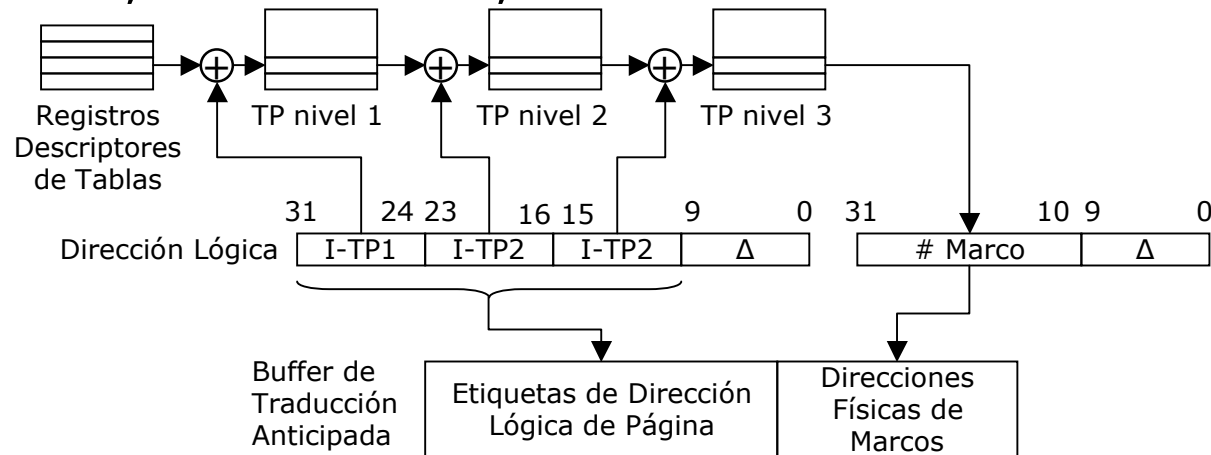 Registros
Descriptores
de Tablas
TP nivel 1
TP nivel 2
TP nivel 3
31 24 23 16 15 9 0
31 10 9 0
Dirección Lógica
I-TP1 I-TP2 I-TP2 Δ
# Marco Δ
Buffer de
Traducción
Anticipada
Etiquetas de Dirección
Lógica de Página
Direcciones
Físicas de
Marcos